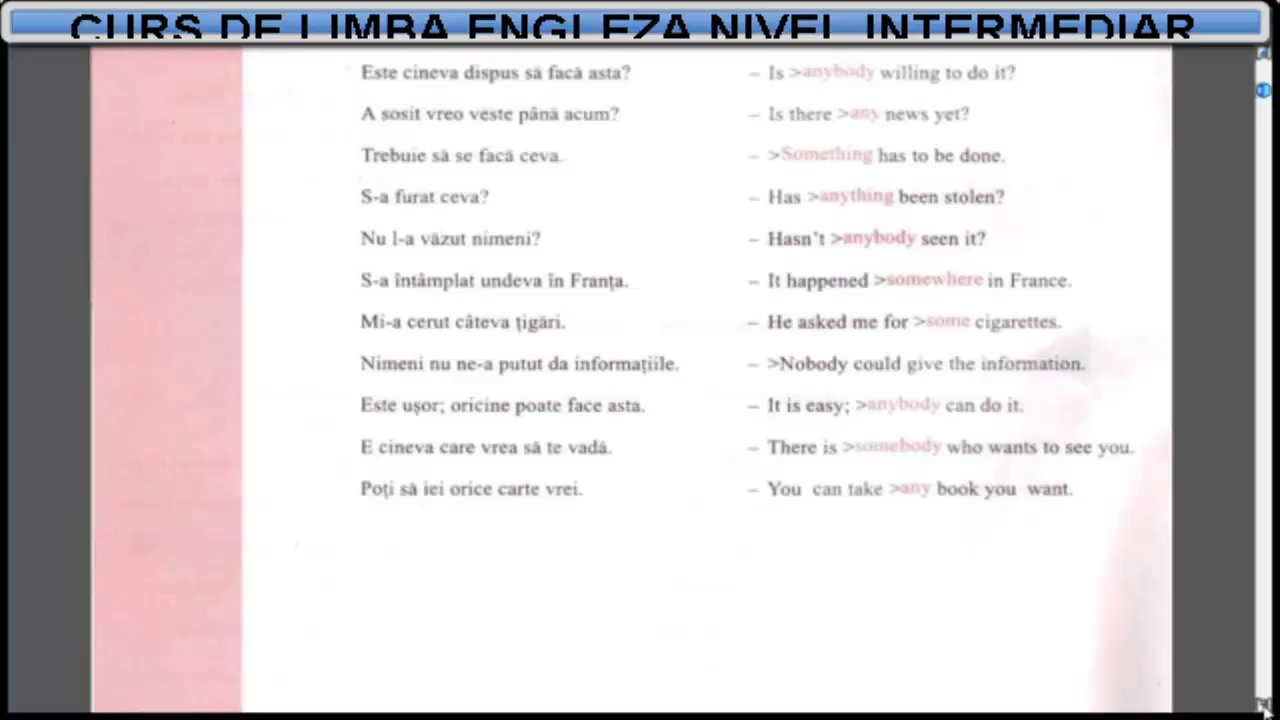 CURS DE LIMBA ENGLEZA NIVEL INTERMEDIAR
Este cineva dispus să facă asta? – Is >anybody willing to do it?
A sosit vreo veste până acum? – Is there >any news yet?
Trebuie să se facă ceva. – >Something has to be done.
S-a furat ceva? – Has >anything been stolen?
Nu l-a văzut nimeni? – Hasn't >anybody seen it?
S-a întâmplat undeva în Franța. – It happened >somewhere in France.
Mi-a cerut câteva țigări. – He asked me for >some cigarettes.
Nimeni nu ne-a putut da informațiile. – >Nobody could give the information.
Este ușor; oricine poate face asta. – It is easy; >anybody can do it.
E cineva care vrea să te vadă. – There is >somebody who wants to see you.
Poți să iei orice carte vrei. – You can take >any book you want.